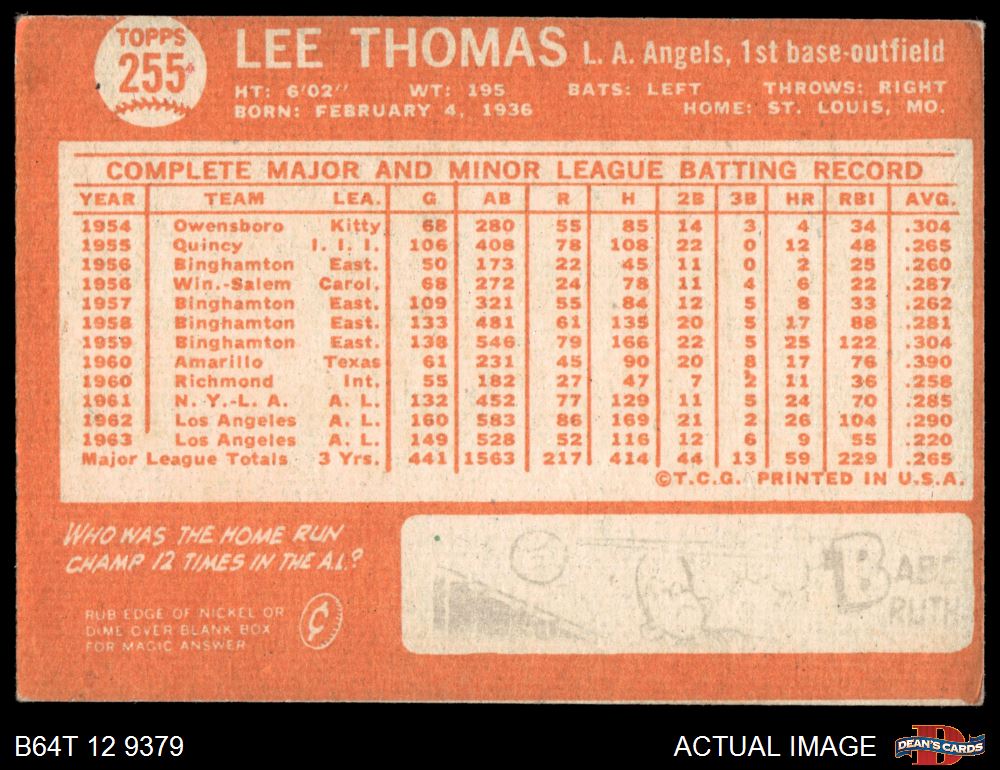 TOPPS
255
LEE THOMAS L. A. Angels, 1st base-outfield
HT: 6'02" WT: 195 BATS: LEFT THROWS: RIGHT
BORN: FEBRUARY 4, 1936 HOME: ST. LOUIS, MO.
COMPLETE MAJOR AND MINOR LEAGUE BATTING RECORD
YEAR TEAM LEA. G AB R H 2B 3B HR RBI AVG.
1954 Owensboro Kitty 68 280 55 85 14 3 4 34 .304
1955 Quincy I. I. I. 106 408 78 108 22 0 12 48 .265
1956 Binghamton East. 50 173 22 45 11 0 2 25 .260
1956 Win.-Salem Carol. 68 272 24 78 11 4 6 22 .287
1957 Binghamton East. 109 321 55 84 12 5 8 33 .262
1958 Binghamton East. 133 481 61 135 20 5 17 88 .281
1959 Binghamton East. 138 546 79 166 22 5 25 122 .304
1960 Amarillo Texas 61 231 45 90 20 8 17 76 .390
1960 Richmond Int. 55 182 27 47 7 2 11 36 .258
1961 N. Y.-L. A. A. L. 132 452 77 129 11 5 24 70 .285
1962 Los Angeles A. L. 160 583 86 169 21 2 26 104 .290
1963 Los Angeles A. L. 149 528 52 116 12 6 9 55 .220
Major League Totals 3 Yrs. 441 1563 217 414 44 13 59 229 .265
©T.C.G. PRINTED IN U.S.A.
WHO WAS THE HOME RUN
CHAMP 12 TIMES IN THE A.L.?
RUB EDGE OF NICKEL OR
DIME OVER BLANK BOX
FOR MAGIC ANSWER
¢
BABE
RUTH
B64T 12 9379
ACTUAL IMAGE
DEAN'S CARDS